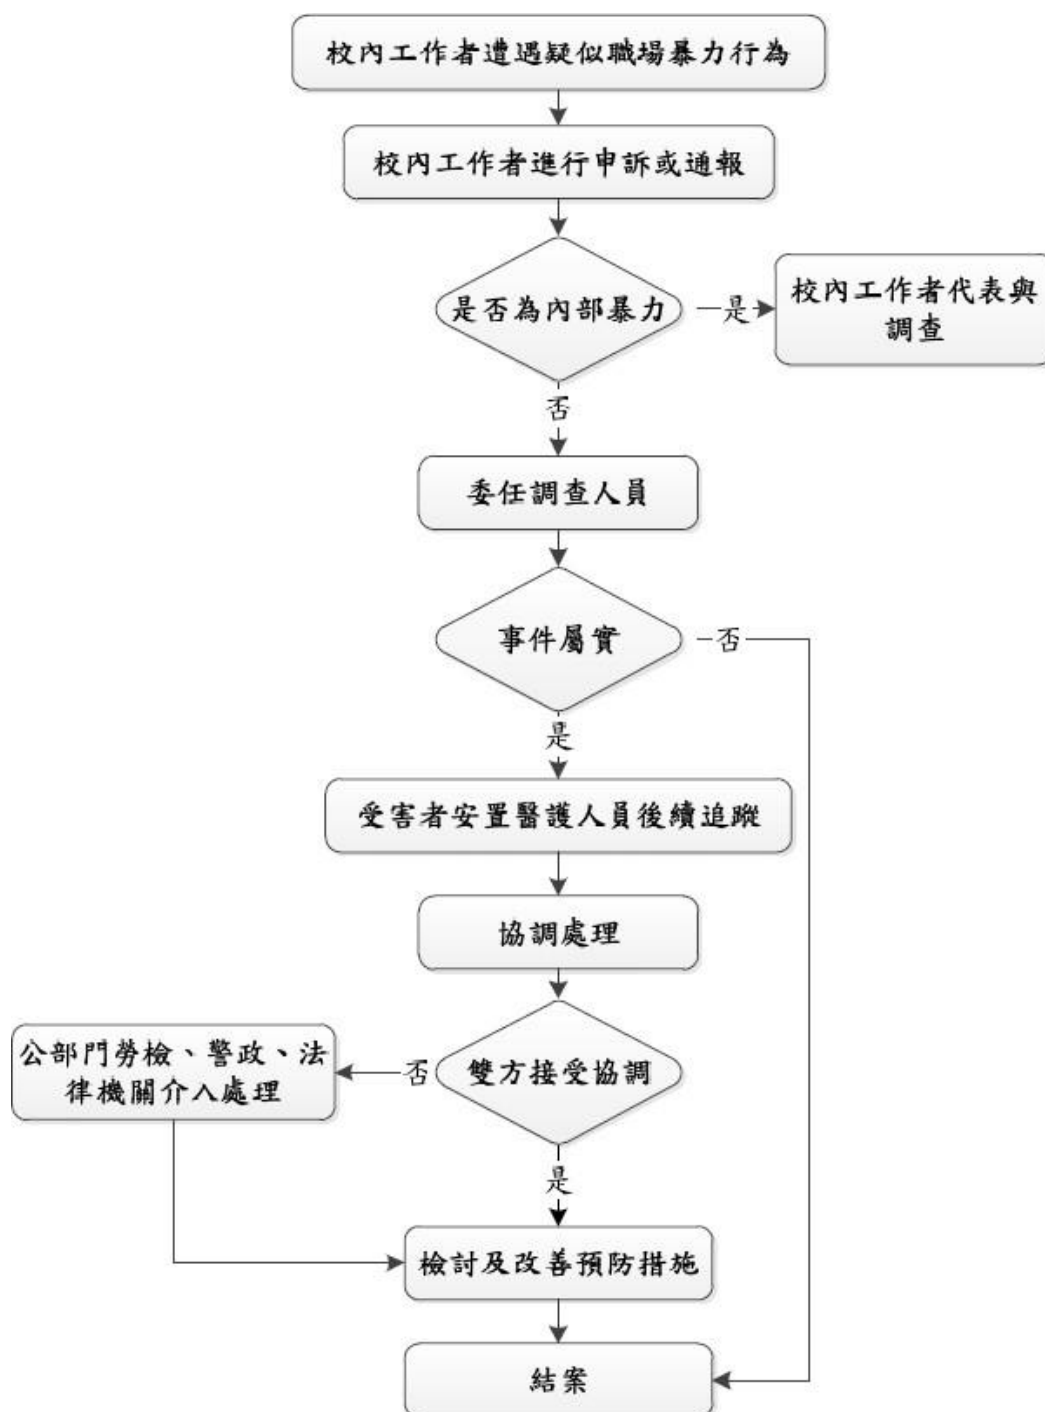 校內工作者遭遇疑似職場暴力行為
校內工作者進行申訴或通報
是否為內部暴力
是
校內工作者代表與
調查
否
委任調查人員
事件屬實
否
是
受害者安置醫護人員後續追蹤
協調處理
公部門勞檢、警政、法
律機關介入處理
否
雙方接受協調
是
檢討及改善預防措施
結案